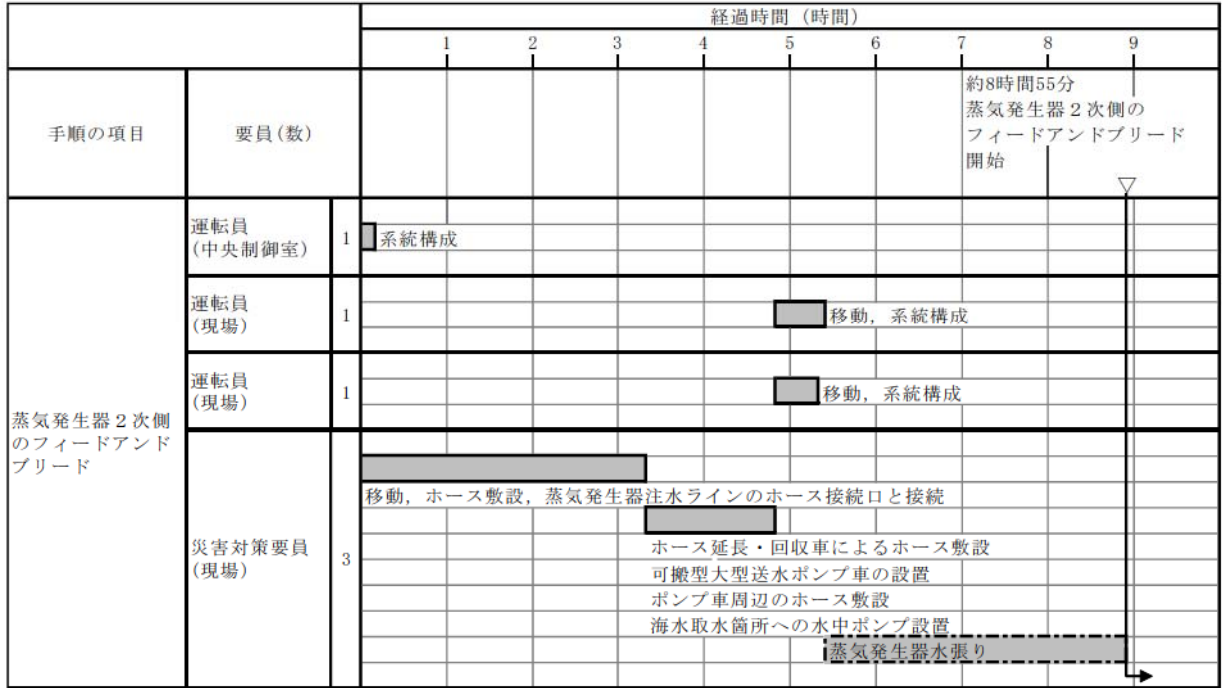 経過時間（時間）
1 2 3 4 5 6 7 8 9
手順の項目
要員(数)
約8時間55分
蒸気発生器２次側の
フィードアンドブリード
開始
蒸気発生器２次側
のフィードアンド
ブリード
運転員
(中央制御室)
1
系統構成
運転員
(現場)
1
移動，系統構成
運転員
(現場)
1
移動，系統構成
災害対策要員
(現場)
3
移動，ホース敷設，蒸気発生器注水ラインのホース接続口と接続
ホース延長・回収車によるホース敷設
可搬型大型送水ポンプ車の設置
ポンプ車周辺のホース敷設
海水取水箇所への水中ポンプ設置
蒸気発生器水張り